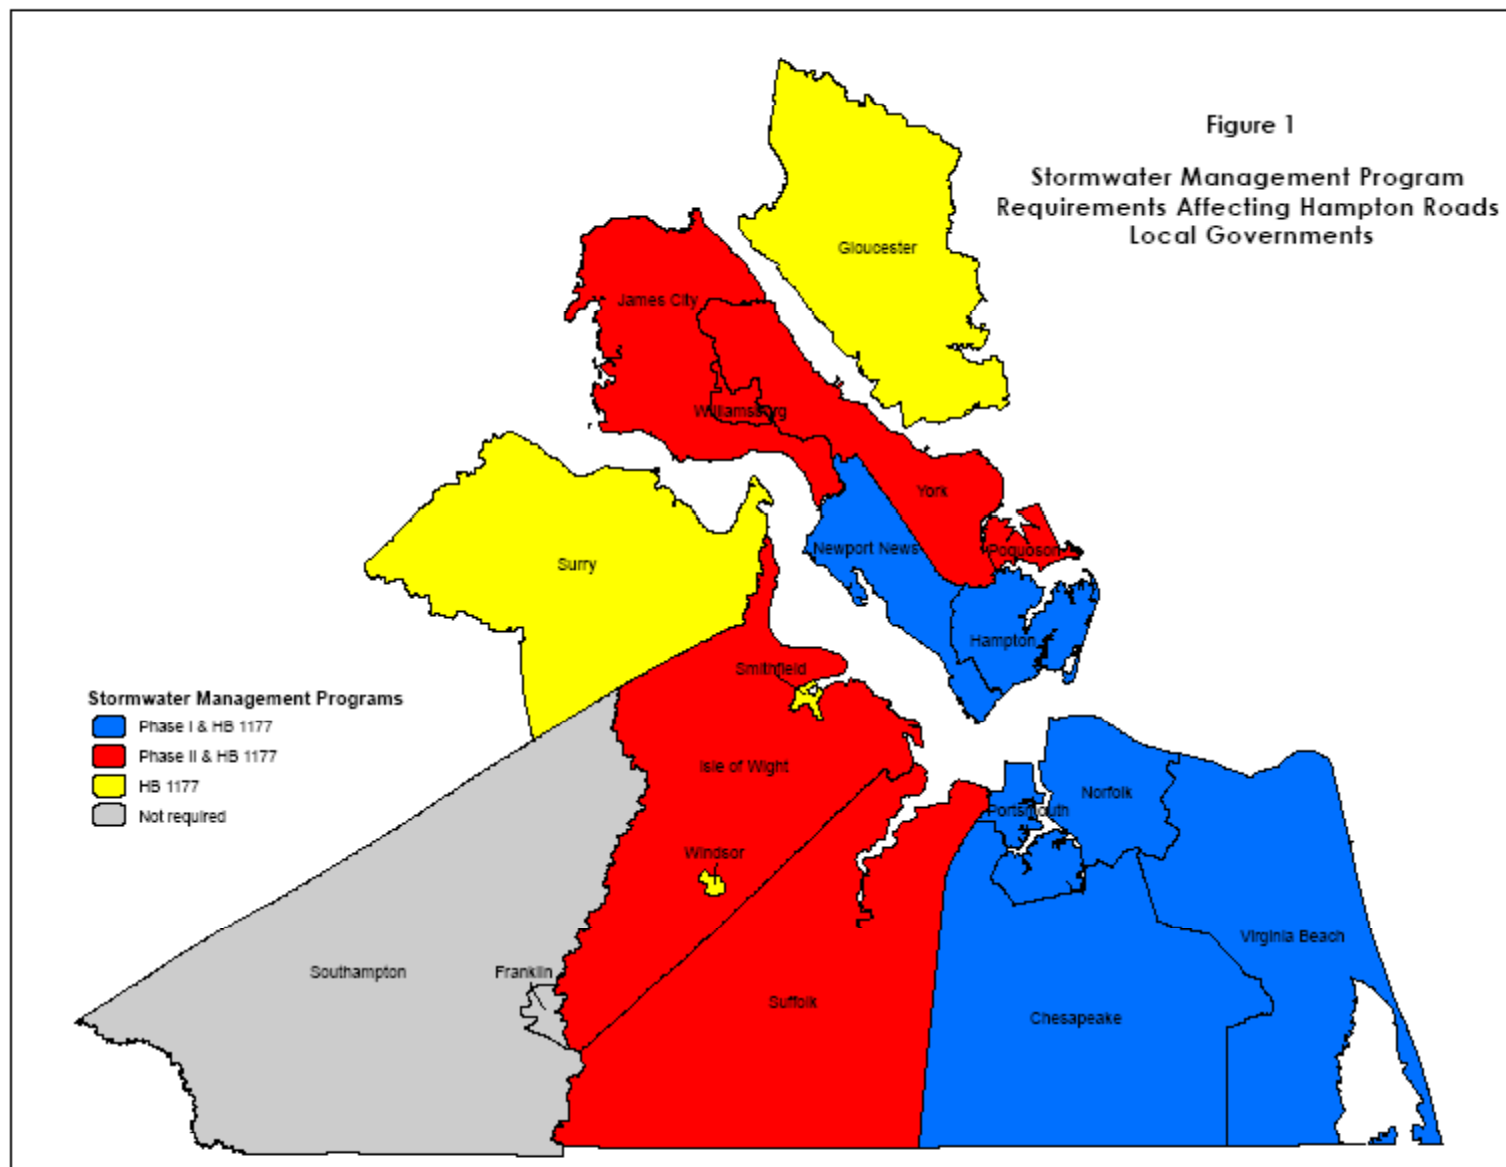 Figure 1
Stormwater Management Program
Requirements Affecting Hampton Roads
Local Governments
Gloucester
James City
Williamsburg
York
Newport News
Poquoson
Surry
Hampton
Smithfield
Stormwater Management Programs
Phase I & HB 1177
Phase II & HB 1177
HB 1177
Not required
Isle of Wight
Norfolk
Portsmouth
Windsor
Virginia Beach
Southampton
Franklin
Suffolk
Chesapeake